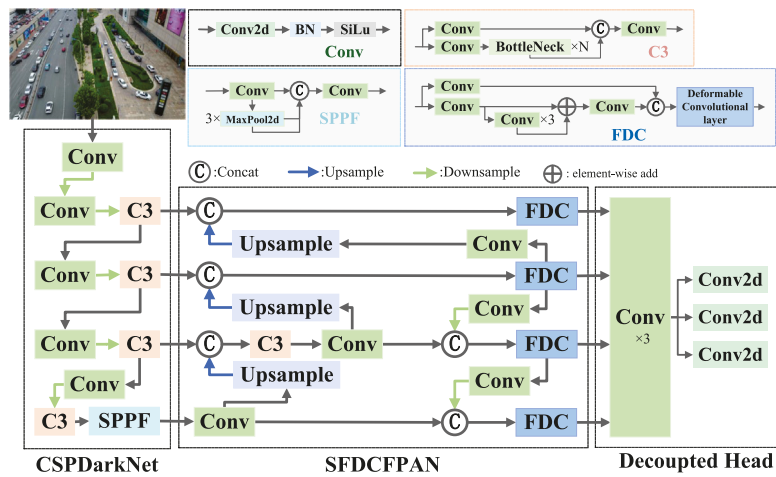 Conv2d BN SiLu
Conv
Conv C Conv
Conv BottleNeck ×N
C3
Conv C Conv
3× MaxPool2d
SPPF
Conv
Conv Conv C Deformable Convolutional layer
Conv ×3
FDC
C :Concat :Upsample :Downsample : element-wise add
Conv
Conv C3 C FDC
Upsample Conv
Conv C3 C FDC
Upsample Conv
Conv C3 C C3 Conv C FDC
Conv Upsample Conv
C3 SPPF Conv C FDC
Conv ×3
Conv2d
Conv2d
Conv2d
CSPDarkNet SFDCFPAN Decoupted Head